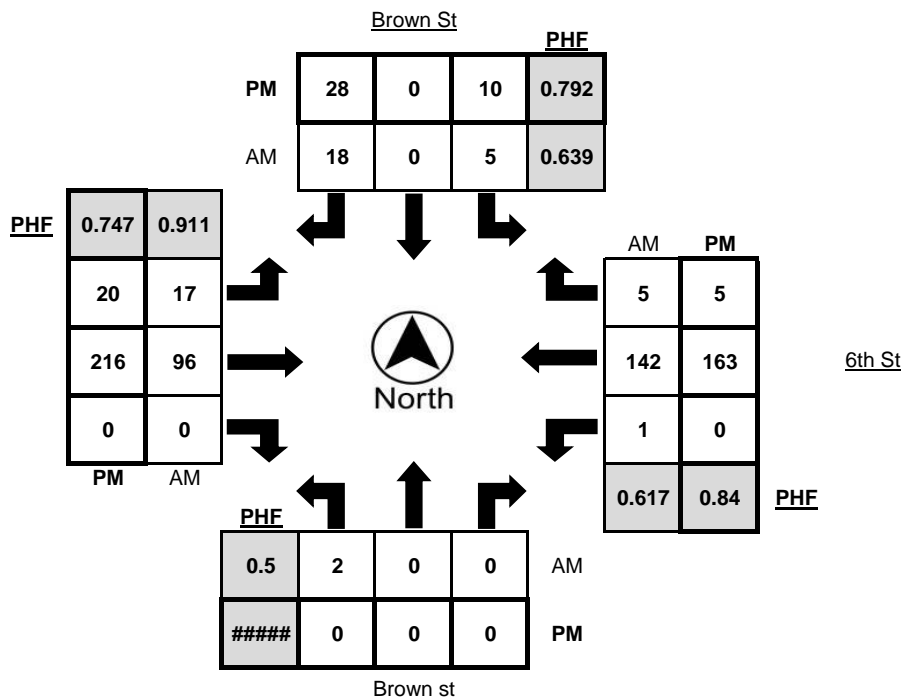 Brown St
PHF
PM 28 0 10 0.792
AM 18 0 5 0.639
PHF 0.747 0.911
20 17
216 96
0 0
PM AM
North
AM PM
5 5
142 163
1 0
0.617 0.84 PHF
6th St
PHF
0.5 2 0 0 AM
##### 0 0 0 PM
Brown st